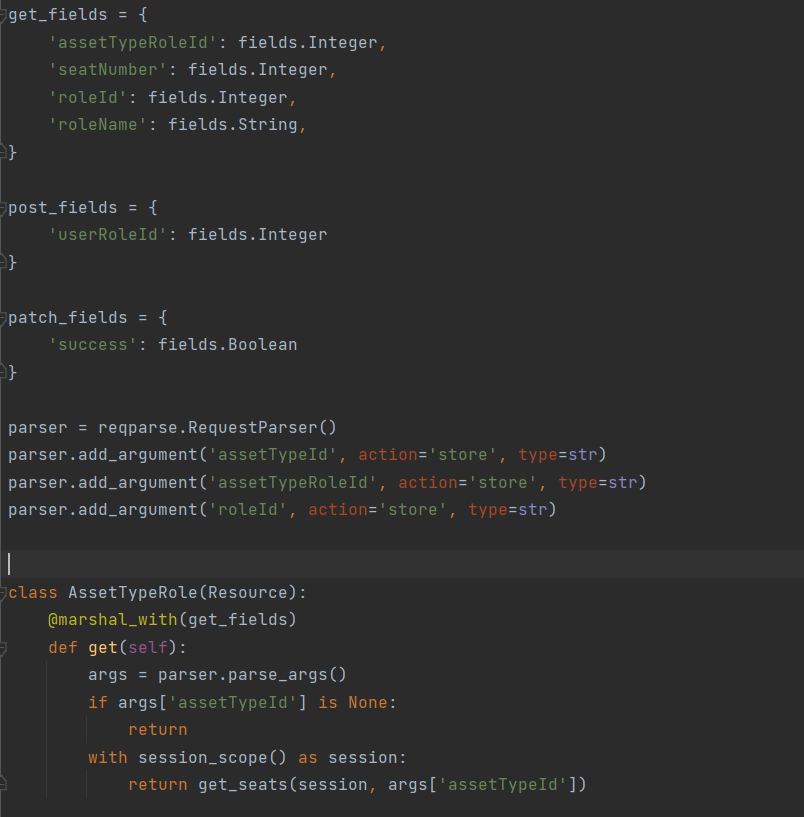 get_fields = {
    'assetTypeRoleId': fields.Integer,
    'seatNumber': fields.Integer,
    'roleId': fields.Integer,
    'roleName': fields.String,
}

post_fields = {
    'userRoleId': fields.Integer
}

patch_fields = {
    'success': fields.Boolean
}

parser = reqparse.RequestParser()
parser.add_argument('assetTypeId', action='store', type=str)
parser.add_argument('assetTypeRoleId', action='store', type=str)
parser.add_argument('roleId', action='store', type=str)

class AssetTypeRole(Resource):
    @marshal_with(get_fields)
    def get(self):
        args = parser.parse_args()
        if args['assetTypeId'] is None:
            return
        with session_scope() as session:
            return get_seats(session, args['assetTypeId'])